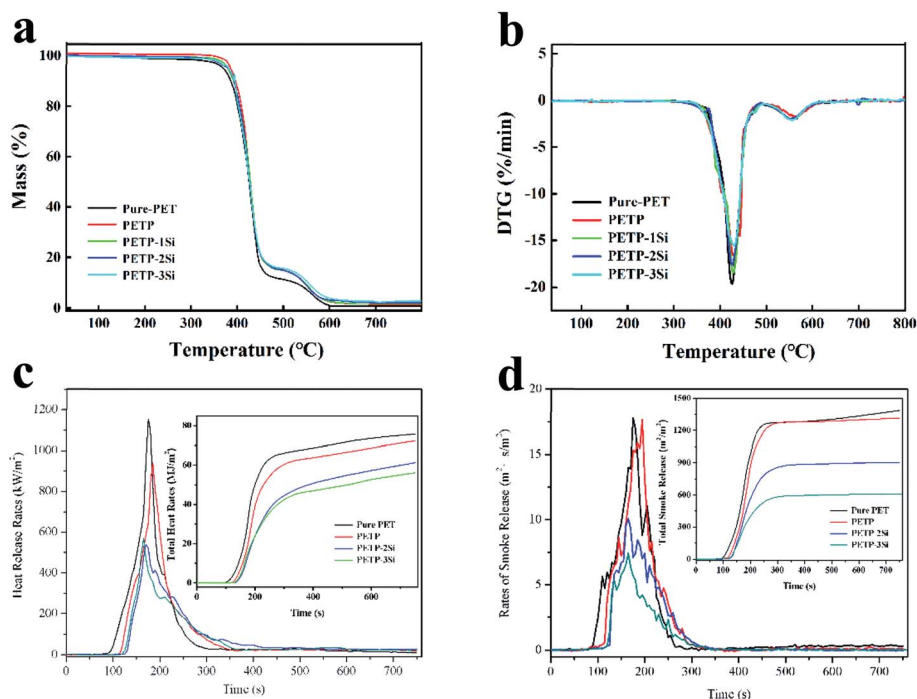 a
100
80
60
40
20
0
Mass (%)
Pure-PET
PETP
PETP-1Si
PETP-2Si
PETP-3Si
100 200 300 400 500 600 700
Temperature (°C)
b
5
0
-5
-10
-15
-20
DTG (%/min)
Pure-PET
PETP
PETP-1Si
PETP-2Si
PETP-3Si
100 200 300 400 500 600 700 800
Temperature (°C)
c
1200
1000
800
600
400
200
0
Heat Release Rates (kW/m²)
80
60
40
20
0
Total Heat Rates (MJ/m²)
Pure PET
PETP
PETP-2Si
PETP-3Si
0 200 400 600
Time (s)
0 100 200 300 400 500 600 700
Time (s)
d
20
15
10
5
0
Rates of Smoke Release (m²· s/m²)
1500
1200
900
600
300
0
Total Smoke Release (m²/m²)
0 100 200 300 400 500 600 700
Time (s)
Pure PET
PETP
PETP-2Si
PETP-3Si
0 100 200 300 400 500 600 700
Time (s)